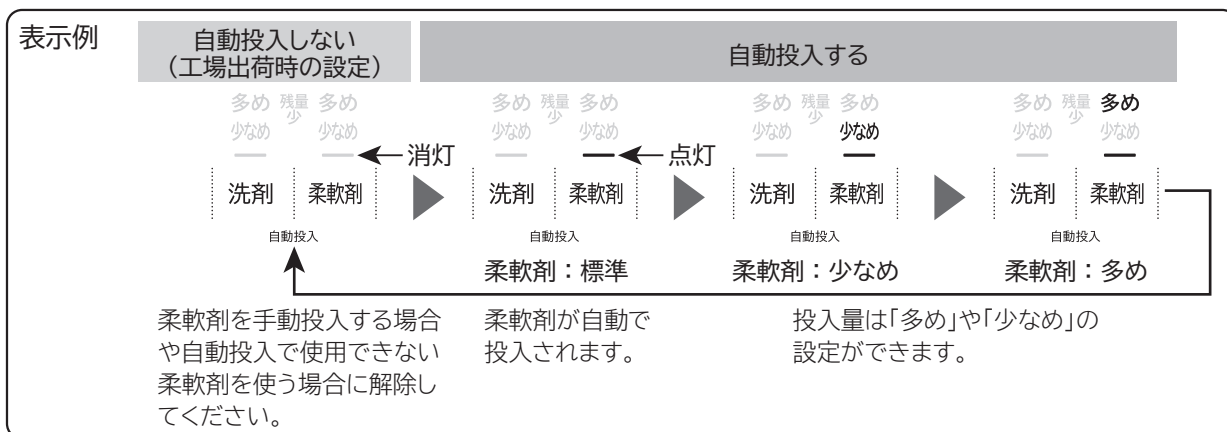 表示例
自動投入しない
（工場出荷時の設定）
自動投入する
多め 残量少 多め
少なめ 少なめ
消灯
洗剤 柔軟剤
自動投入
多め 残量少 多め
少なめ 少なめ
点灯
洗剤 柔軟剤
自動投入
柔軟剤：標準
多め 残量少 多め
少なめ 少なめ
洗剤 柔軟剤
自動投入
柔軟剤：少なめ
多め 残量少 多め
少なめ 少なめ
洗剤 柔軟剤
自動投入
柔軟剤：多め
柔軟剤を手動投入する場合
や自動投入で使用できない
柔軟剤を使う場合に解除し
てください。
柔軟剤が自動で
投入されます。
投入量は「多め」や「少なめ」の
設定ができます。